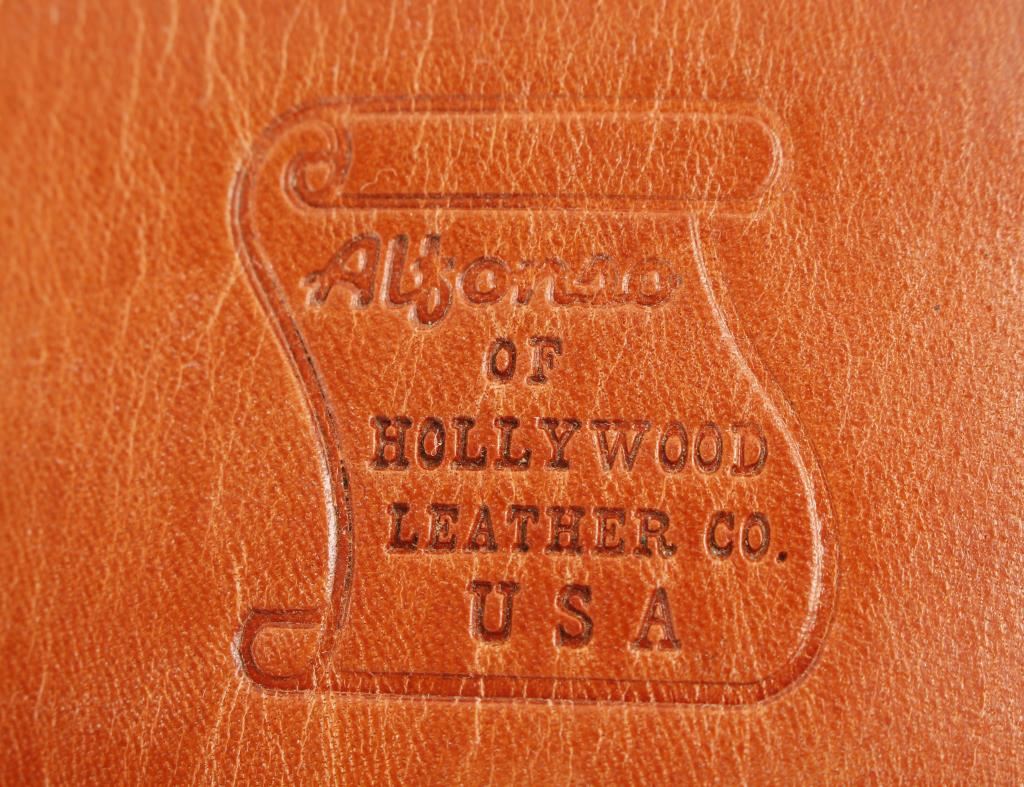 Alfonso
OF
HOLLYWOOD
LEATHER CO.
USA